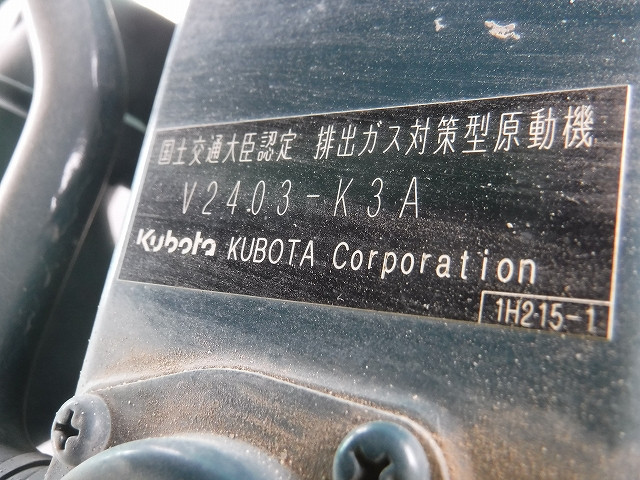 国土交通大臣認定 排出ガス対策型原動機
V2403-K3A
Kubota KUBOTA Corporation
1H215-1